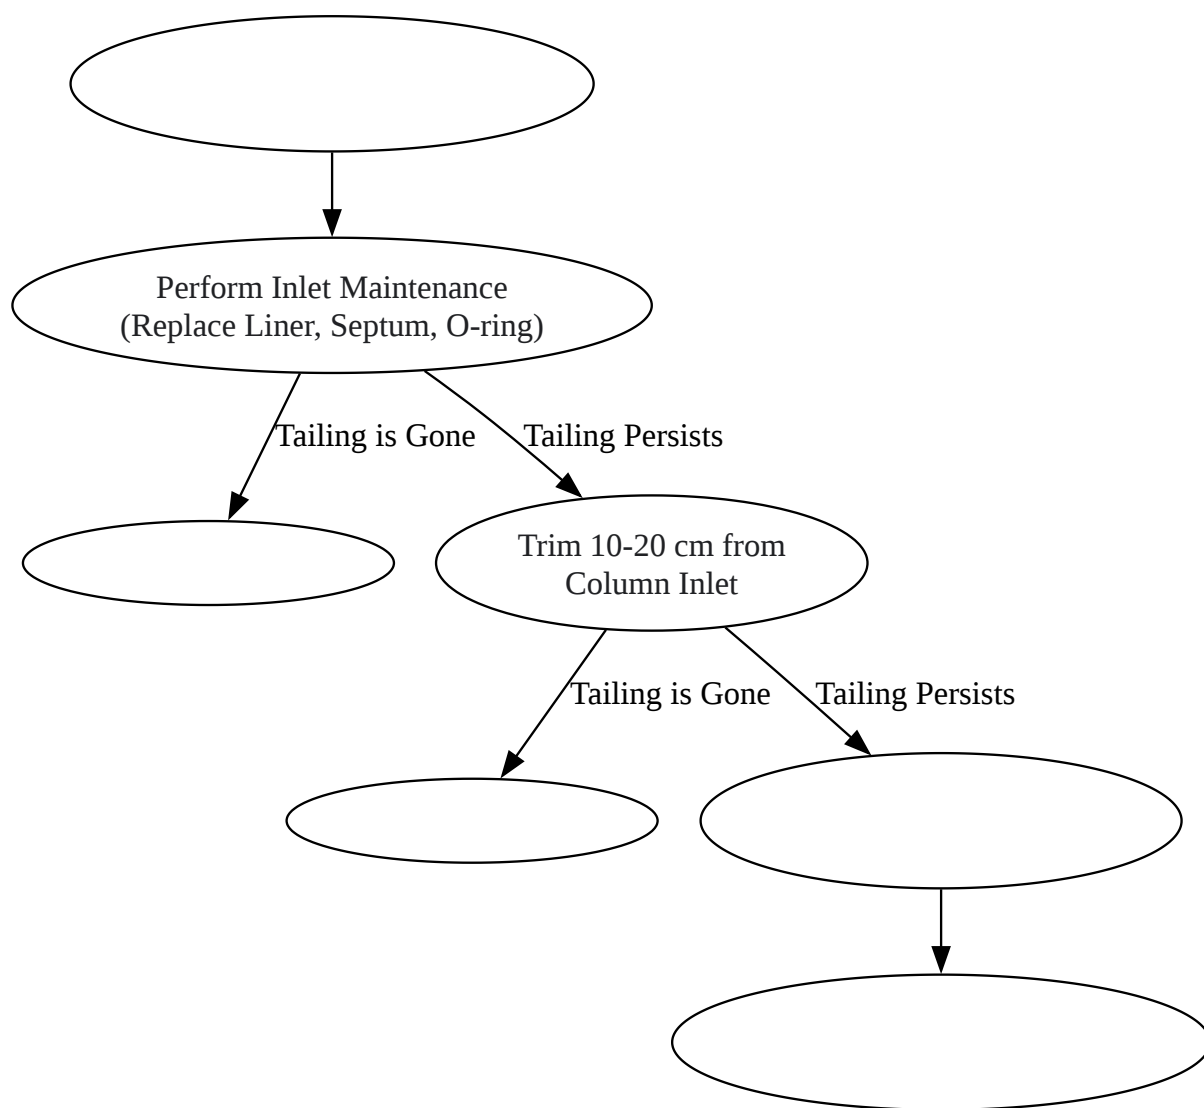 Perform Inlet Maintenance
(Replace Liner, Septum, O-ring)
Tailing is Gone
Tailing Persists
Trim 10-20 cm from
Column Inlet
Tailing is Gone
Tailing Persists